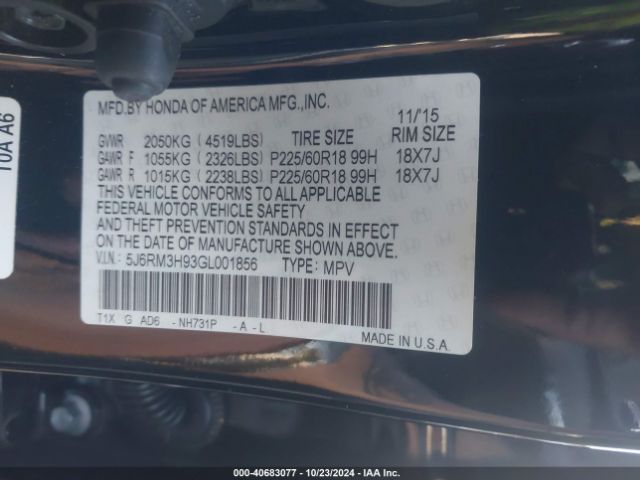 10A A6
MFD.BY HONDA OF AMERICA MFG.,INC.
11/'15
GVWR 2050KG (4519LBS) TIRE SIZE RIM SIZE
GAWR F 1055KG (2326LBS) P225/60R18 99H 18X7J
GAWR R 1015KG (2238LBS) P225/60R18 99H 18X7J
THIS VEHICLE CONFORMS TO ALL APPLICABLE
FEDERAL MOTOR VEHICLE SAFETY
AND THEFT PREVENTION STANDARDS IN EFFECT
ON THE DATE OF MANUFACTURE SHOWN ABOVE.
V.I.N.: 5J6RM3H93GL001856 TYPE: MPV
T1X G AD6 - NH731P - A - L
MADE IN U.S.A.
000-40683077 - 10/23/2024 - IAA Inc.